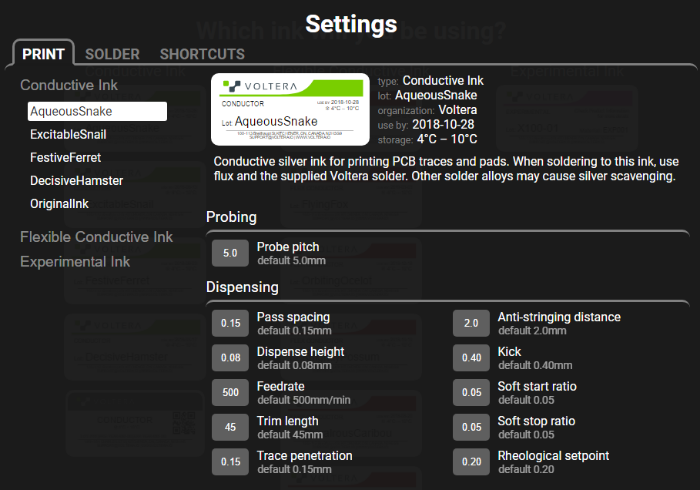 Which ink will you be using?
Settings
PRINT
SOLDER
SHORTCUTS
Conductive Ink
AqueousSnake
ExcitableSnail
FestiveFerret
DecisiveHamster
OriginalInk
Flexible Conductive Ink
Experimental Ink
VOLTERA
CONDUCTOR
USE BY 2018-10-28
4°C – 10°C
Lot: AqueousSnake
type: Conductive Ink
lot: AqueousSnake
organization: Voltera
use by: 2018-10-28
storage: 4°C – 10°C
Conductive silver ink for printing PCB traces and pads. When soldering to this ink, use
flux and the supplied Voltera solder. Other solder alloys may cause silver scavenging.
Probing
5.0 Probe pitch
default 5.0mm
Dispensing
0.15 Pass spacing
default 0.15mm
0.08 Dispense height
default 0.08mm
500 Feedrate
default 500mm/min
45 Trim length
default 45mm
0.15 Trace penetration
default 0.15mm
2.0 Anti-stringing distance
default 2.0mm
0.40 Kick
default 0.40mm
0.05 Soft start ratio
default 0.05
0.05 Soft stop ratio
default 0.05
0.20 Rheological setpoint
default 0.20